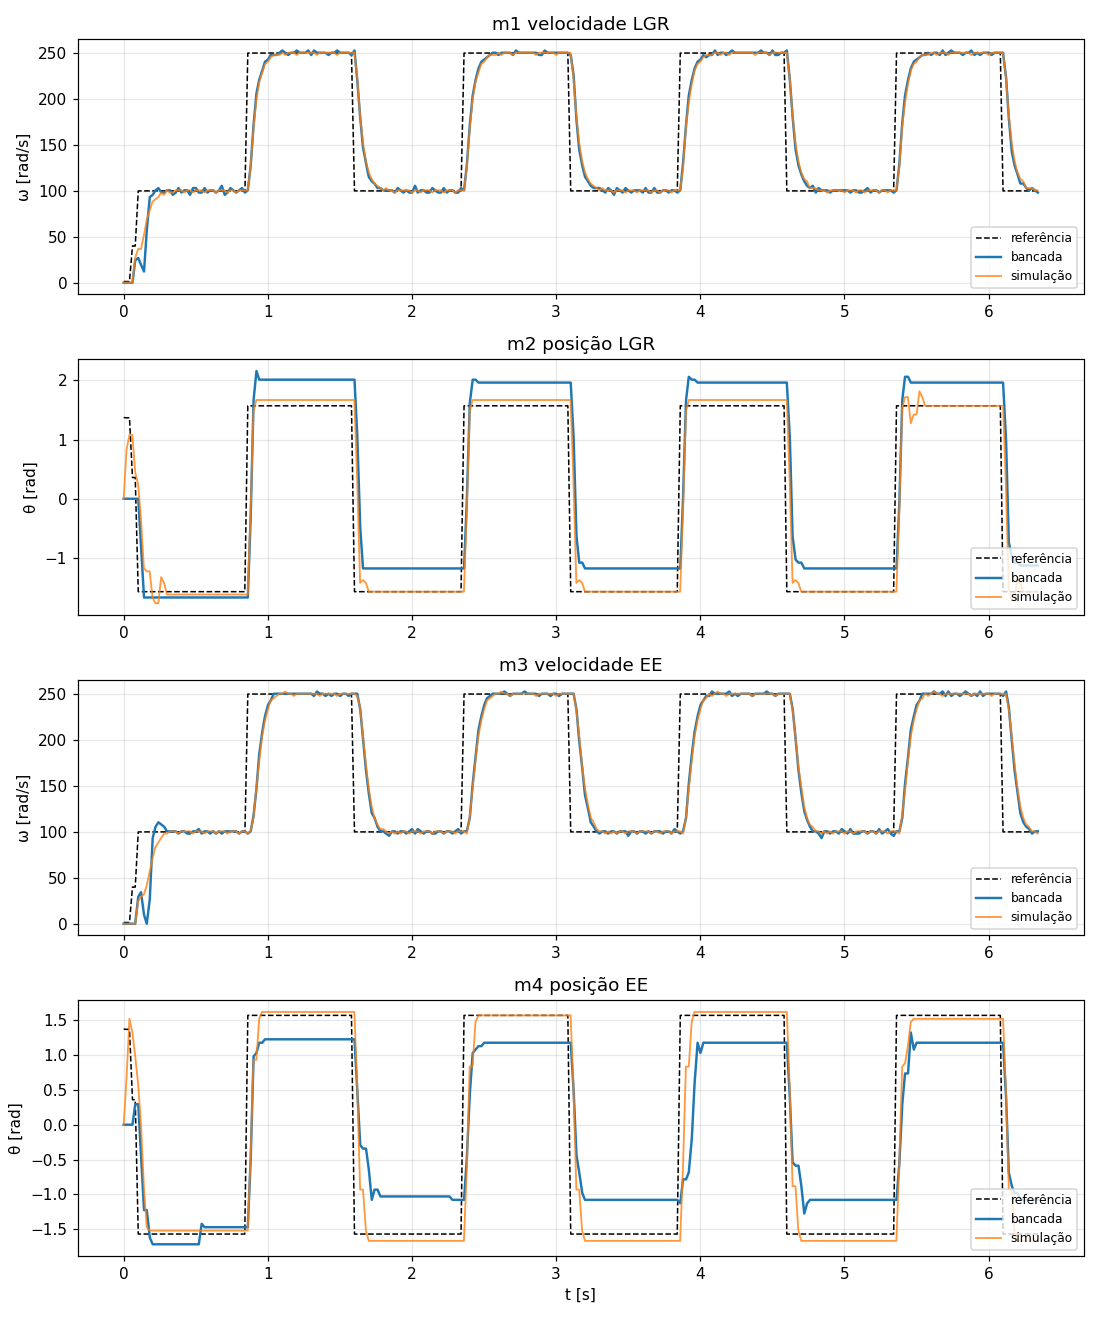 m1 velocidade LGR
ω [rad/s]
250
200
150
100
50
0
referência
bancada
simulação
0 1 2 3 4 5 6
m2 posição LGR
θ [rad]
2
1
0
−1
referência
bancada
simulação
0 1 2 3 4 5 6
m3 velocidade EE
ω [rad/s]
250
200
150
100
50
0
referência
bancada
simulação
0 1 2 3 4 5 6
m4 posição EE
θ [rad]
1.5
1.0
0.5
0.0
−0.5
−1.0
−1.5
referência
bancada
simulação
0 1 2 3 4 5 6
t [s]